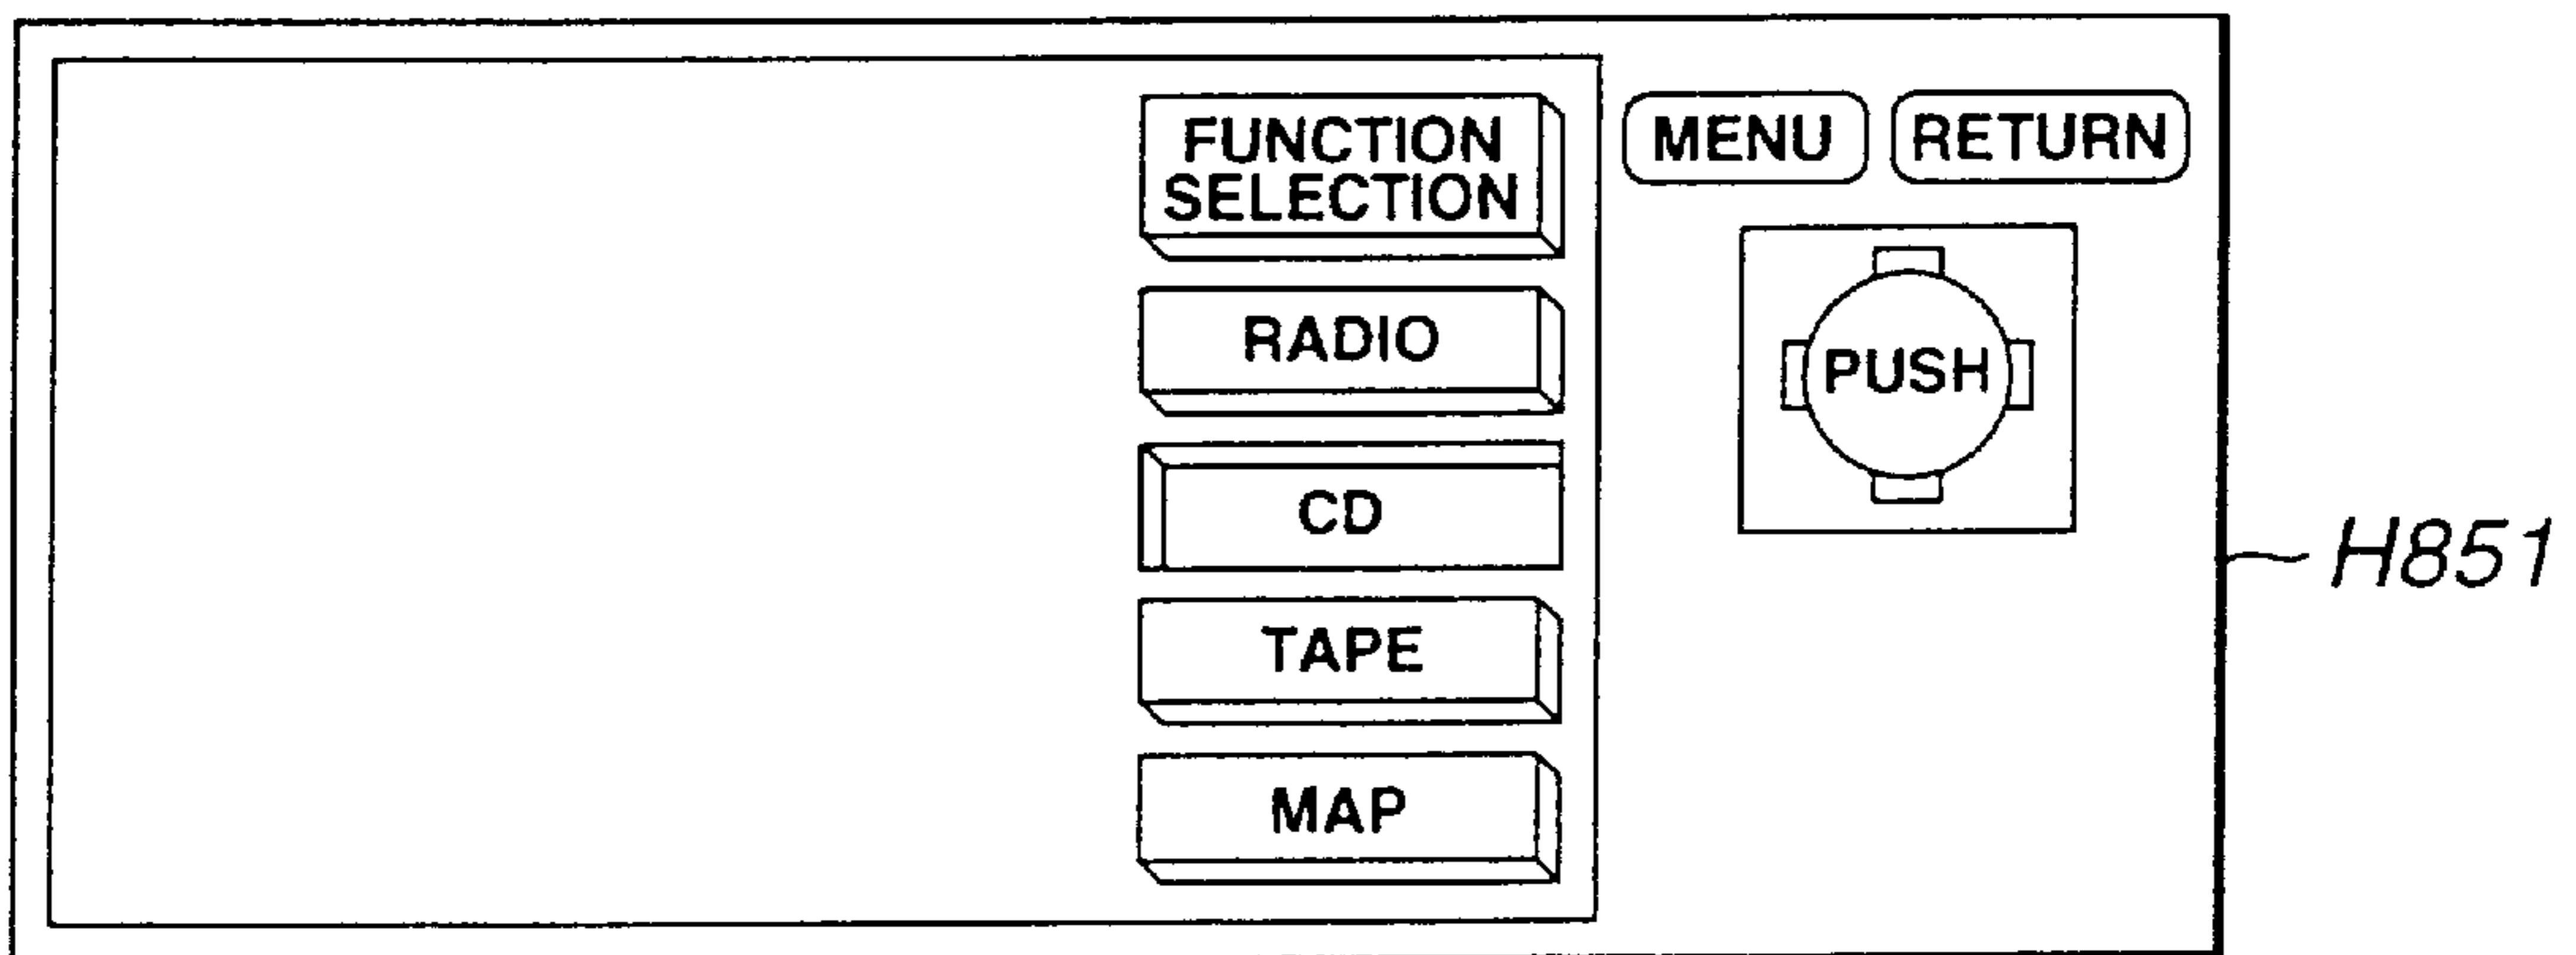 FUNCTION
SELECTION
RADIO
CD
TAPE
MAP
MENU
RETURN
PUSH
H851